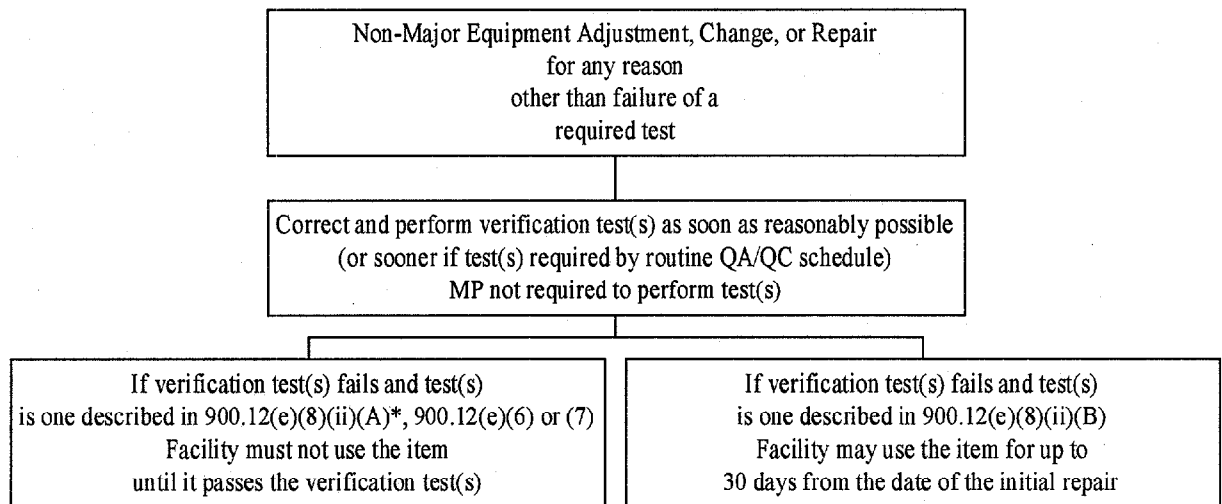 Non-Major Equipment Adjustment, Change, or Repair
for any reason
other than failure of a
required test
Correct and perform verification test(s) as soon as reasonably possible
(or sooner if test(s) required by routine QA/QC schedule)
MP not required to perform test(s)
If verification test(s) fails and test(s)
is one described in 900.12(e)(8)(ii)(A)*, 900.12(e)(6) or (7)
Facility must not use the item
until it passes the verification test(s)
If verification test(s) fails and test(s)
is one described in 900.12(e)(8)(ii)(B)
Facility may use the item for up to
30 days from the date of the initial repair